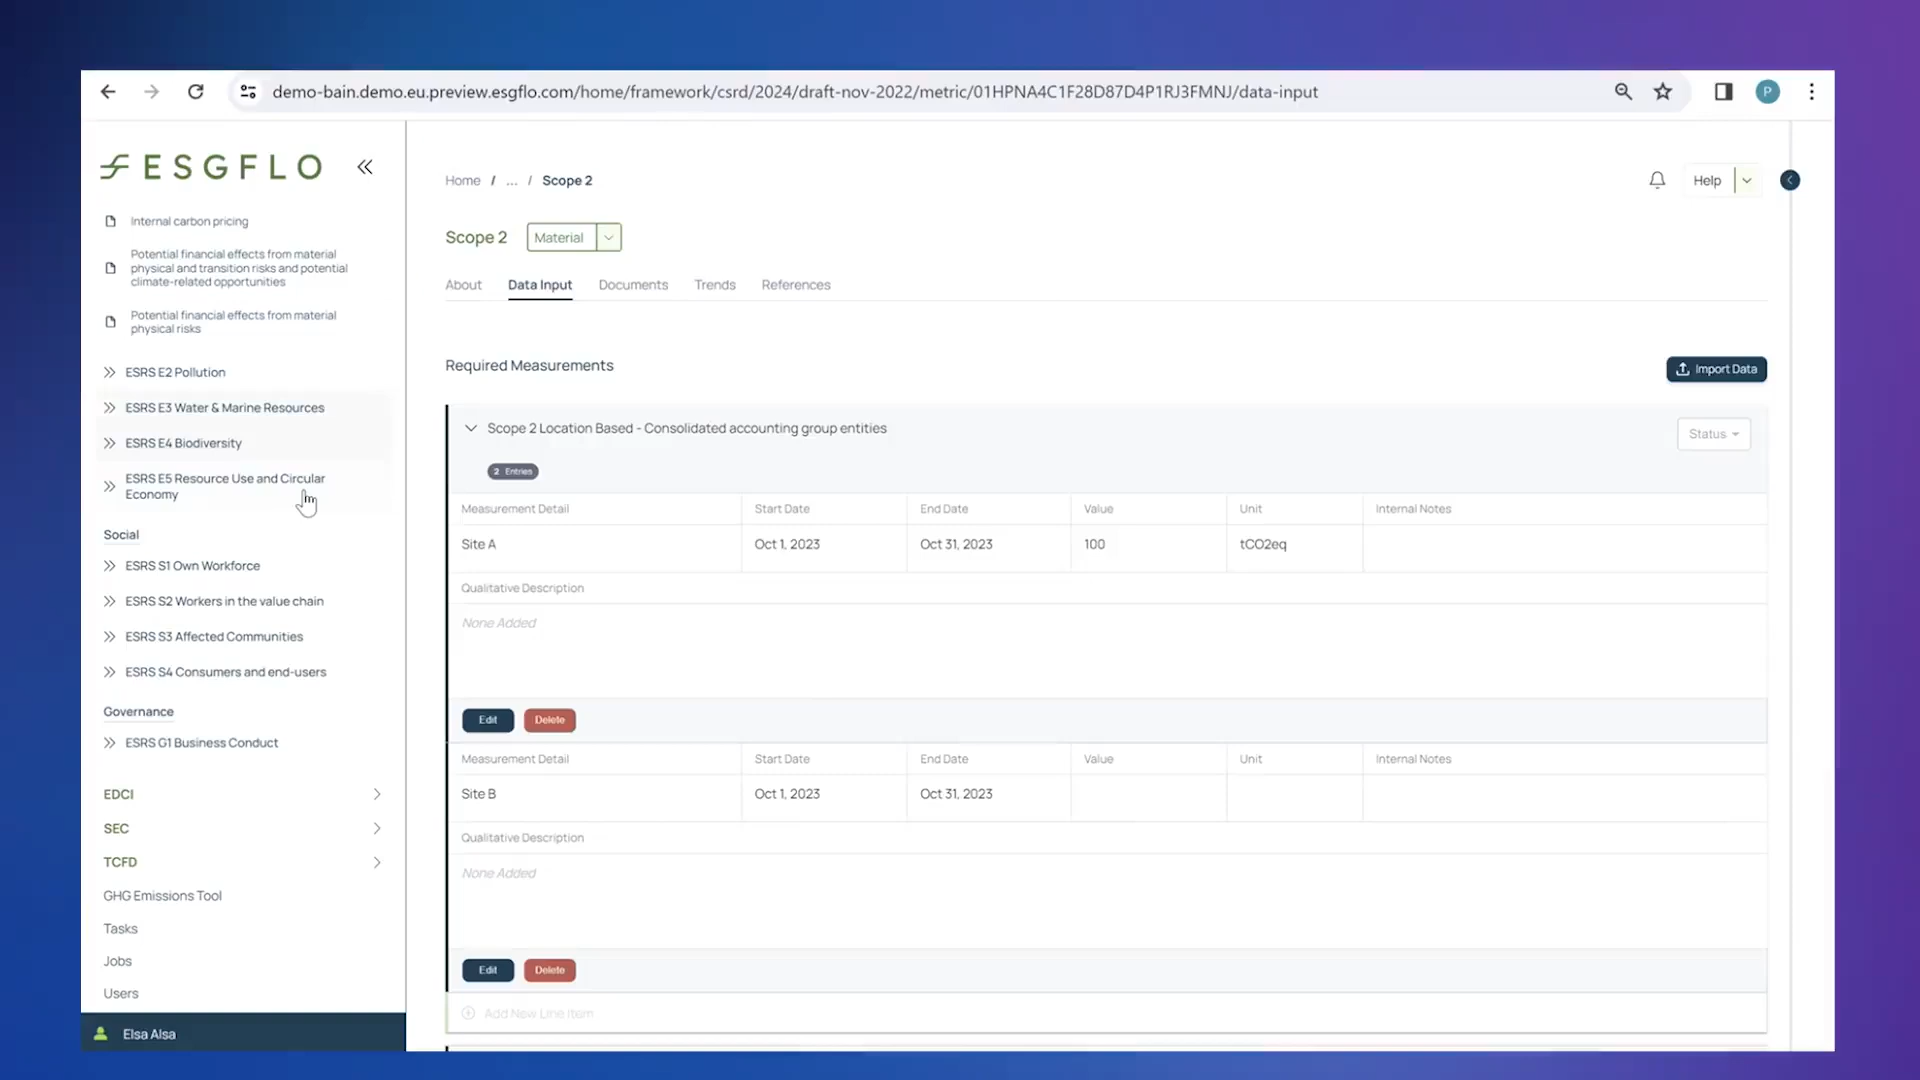 demo-bain.demo.eu.preview.esgflo.com/home/framework/csrd/2024/draft-nov-2022/metric/01HPNA4C1F28D87D4P1RJ3FMNJ/data-input
P
ESGFLO
Internal carbon pricing
Potential financial effects from material
physical and transition risks and potential
climate-related opportunities
Potential financial effects from material
physical risks
ESRS E2 Pollution
ESRS E3 Water & Marine Resources
ESRS E4 Biodiversity
ESRS E5 Resource Use and Circular
Economy
Social
ESRS S1 Own Workforce
ESRS S2 Workers in the value chain
ESRS S3 Affected Communities
ESRS S4 Consumers and end-users
Governance
ESRS G1 Business Conduct
EDCI
SEC
TCFD
GHG Emissions Tool
Tasks
Jobs
Users
Elsa Alsa
Home / ... / Scope 2
Help
Scope 2 Material
About Data Input Documents Trends References
Required Measurements
Import Data
Scope 2 Location Based - Consolidated accounting group entities
Status
2 Entries
Measurement Detail Start Date End Date Value Unit Internal Notes
Site A Oct 1, 2023 Oct 31, 2023 100 tCO2eq
Qualitative Description
None Added
Edit Delete
Measurement Detail Start Date End Date Value Unit Internal Notes
Site B Oct 1, 2023 Oct 31, 2023
Qualitative Description
None Added
Edit Delete
Add New Line Item